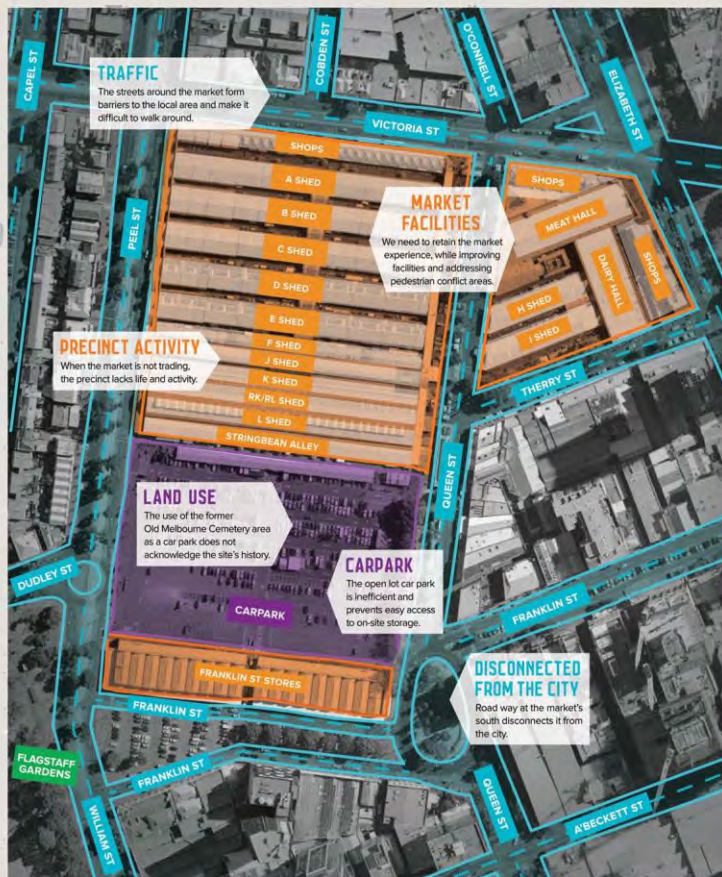 CAPEL ST
COBDEN ST
O'CONNELL ST
ELIZABETH ST
TRAFFIC
The streets around the market form
barriers to the local area and make it
difficult to walk around.
VICTORIA ST
PEEL ST
SHOPS
A SHED
B SHED
C SHED
D SHED
E SHED
F SHED
J SHED
K SHED
RK/RL SHED
L SHED
STRINGBEAN ALLEY
MARKET
FACILITIES
We need to retain the market
experience, while improving
facilities and addressing
pedestrian conflict areas.
SHOPS
MEAT HALL
DAIRY HALL
SHOPS
H SHED
I SHED
PRECINCT ACTIVITY
When the market is not trading,
the precinct lacks life and activity.
THERRY ST
QUEEN ST
LAND USE
The use of the former
Old Melbourne Cemetery area
as a car park does not
acknowledge the site's history.
CARPARK
The open lot car park
is inefficient and
prevents easy access
to on-site storage.
CARPARK
DUDLEY ST
FRANKLIN ST
FRANKLIN ST STORES
DISCONNECTED
FROM THE CITY
Road way at the market's
south disconnects it from
the city.
FRANKLIN ST
FLAGSTAFF
GARDENS
FRANKLIN ST
WILLIAM ST
QUEEN ST
A'BECKETT ST